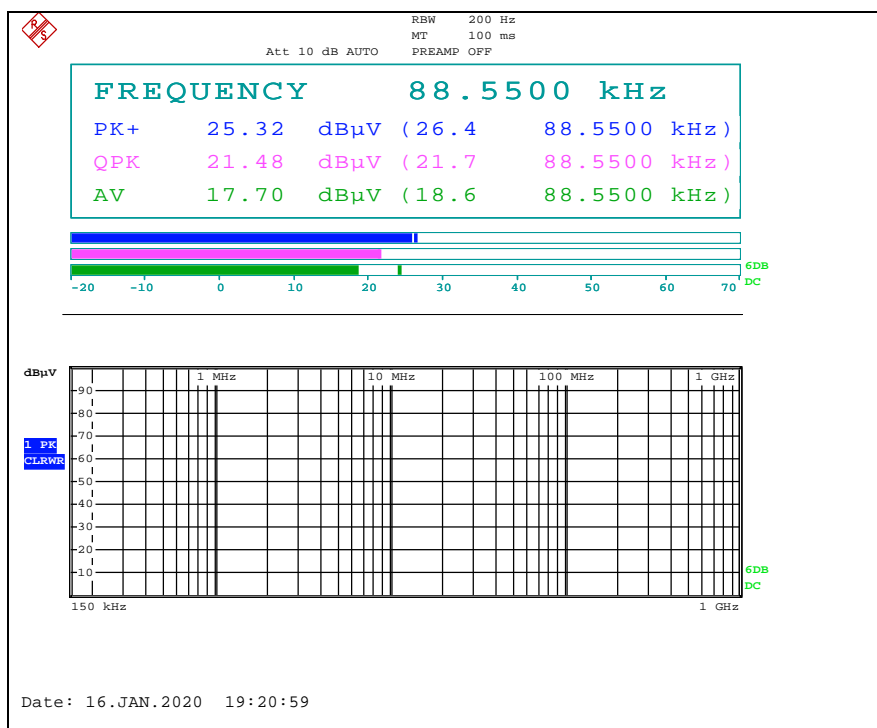 R S
RBW 200 Hz
MT 100 ms
Att 10 dB AUTO PREAMP OFF
FREQUENCY 88.5500 kHz
PK+ 25.32 dBµV (26.4 88.5500 kHz)
QPK 21.48 dBµV (21.7 88.5500 kHz)
AV 17.70 dBµV (18.6 88.5500 kHz)
6DB
-20 -10 0 10 20 30 40 50 60 70 DC
dBµV
1 MHz 10 MHz 100 MHz 1 GHz
90
80
70
1 PK
CLRWR 60
50
40
30
20
10 6DB
DC
150 kHz 1 GHz
Date: 16.JAN.2020 19:20:59